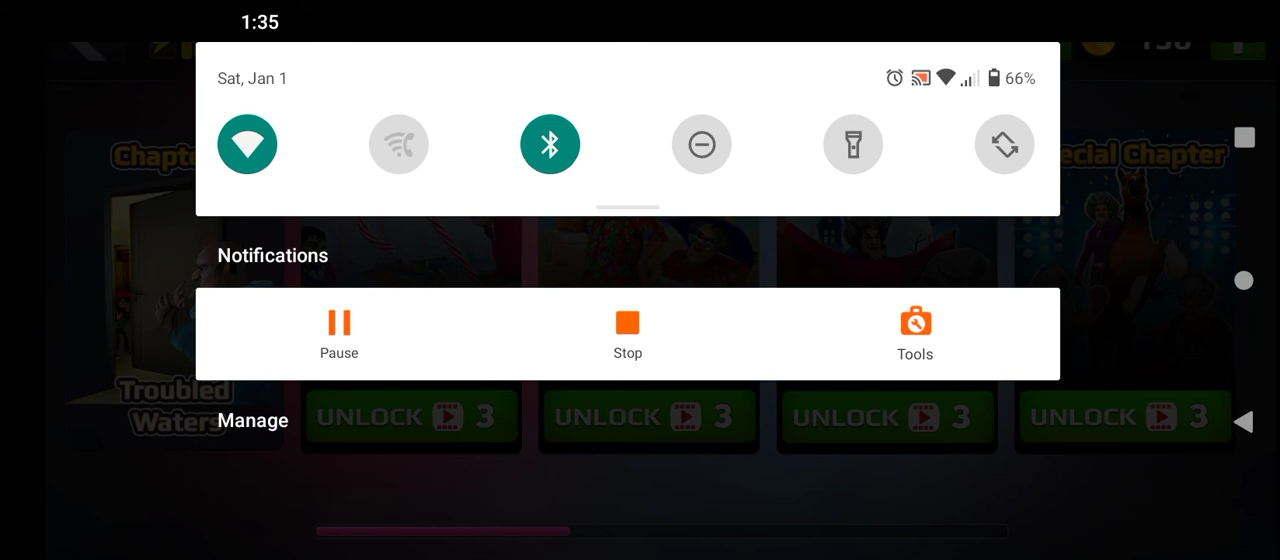 1:35
Sat, Jan 1
66%
Notifications
Pause
Stop
Tools
Manage
Troubled
Waters
UNLOCK 3
UNLOCK 3
UNLOCK 3
UNLOCK 3
ecial Chapter
Chapte